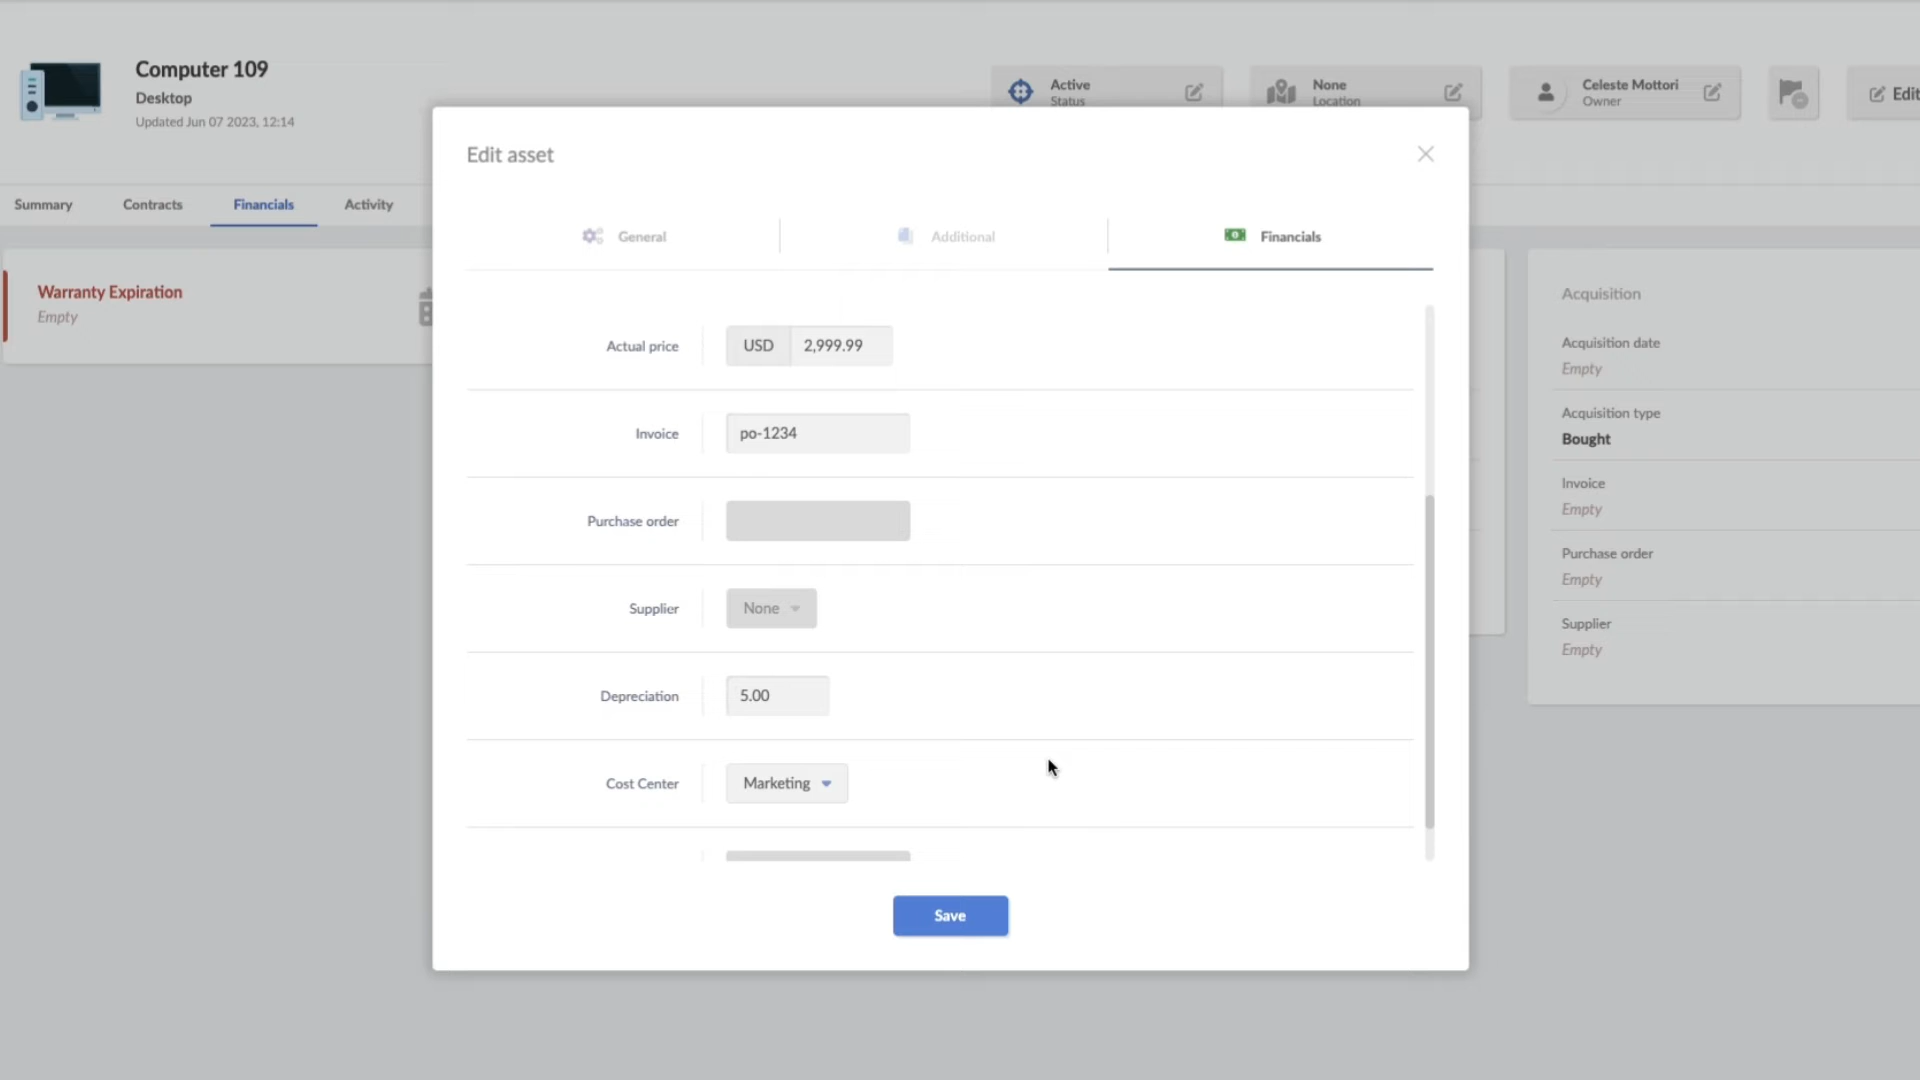 Computer 109
Desktop
Updated Jun 07 2023, 12:14
Active
Status
None
Location
Celeste Mottori
Owner
Edit
Summary
Contracts
Financials
Activity
Warranty Expiration
Empty
Edit asset
General
Additional
Financials
Actual price
USD
2,999.99
Invoice
po-1234
Purchase order
Supplier
None
Depreciation
5.00
Cost Center
Marketing
Save
Acquisition
Acquisition date
Empty
Acquisition type
Bought
Invoice
Empty
Purchase order
Empty
Supplier
Empty